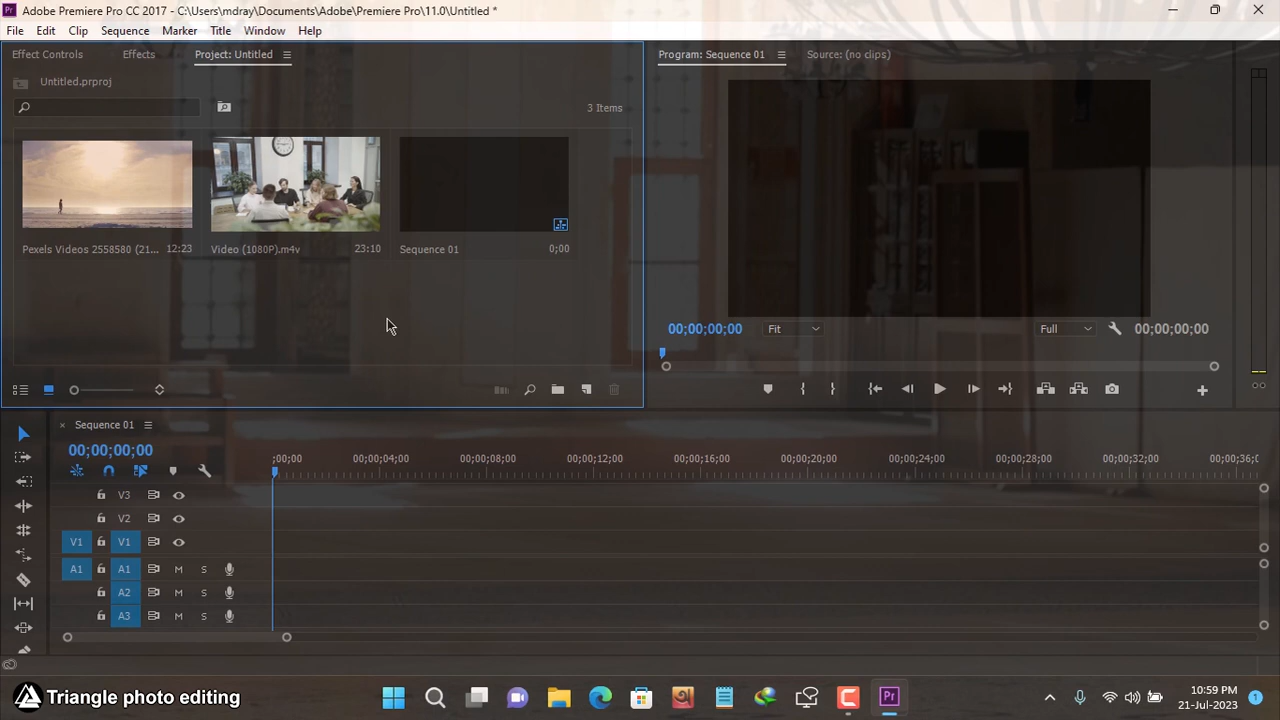 Adobe Premiere Pro CC 2017 - C:\Users\mdray\Documents\Adobe\Premiere Pro\11.0\Untitled *
File Edit Clip Sequence Marker Title Window Help
Effect Controls Effects Project: Untitled Program: Sequence 01 Source: (no clips)
Untitled.prproj
3 Items
Pexels Videos 2558580 (21... 12:23 Video (1080P).m4v 23:10 Sequence 01 0;00
00;00;00;00 Fit Full 00;00;00;00
× Sequence 01
00;00;00;00
;00;00 00;00;04;00 00;00;08;00 00;00;12;00 00;00;16;00 00;00;20;00 00;00;24;00 00;00;28;00 00;00;32;00 00;00;36;0
V3
V2
V1 V1
A1 A1 M S
A2 M S
A3 M S
Triangle photo editing
Pr
10:59 PM
21-Jul-2023
1